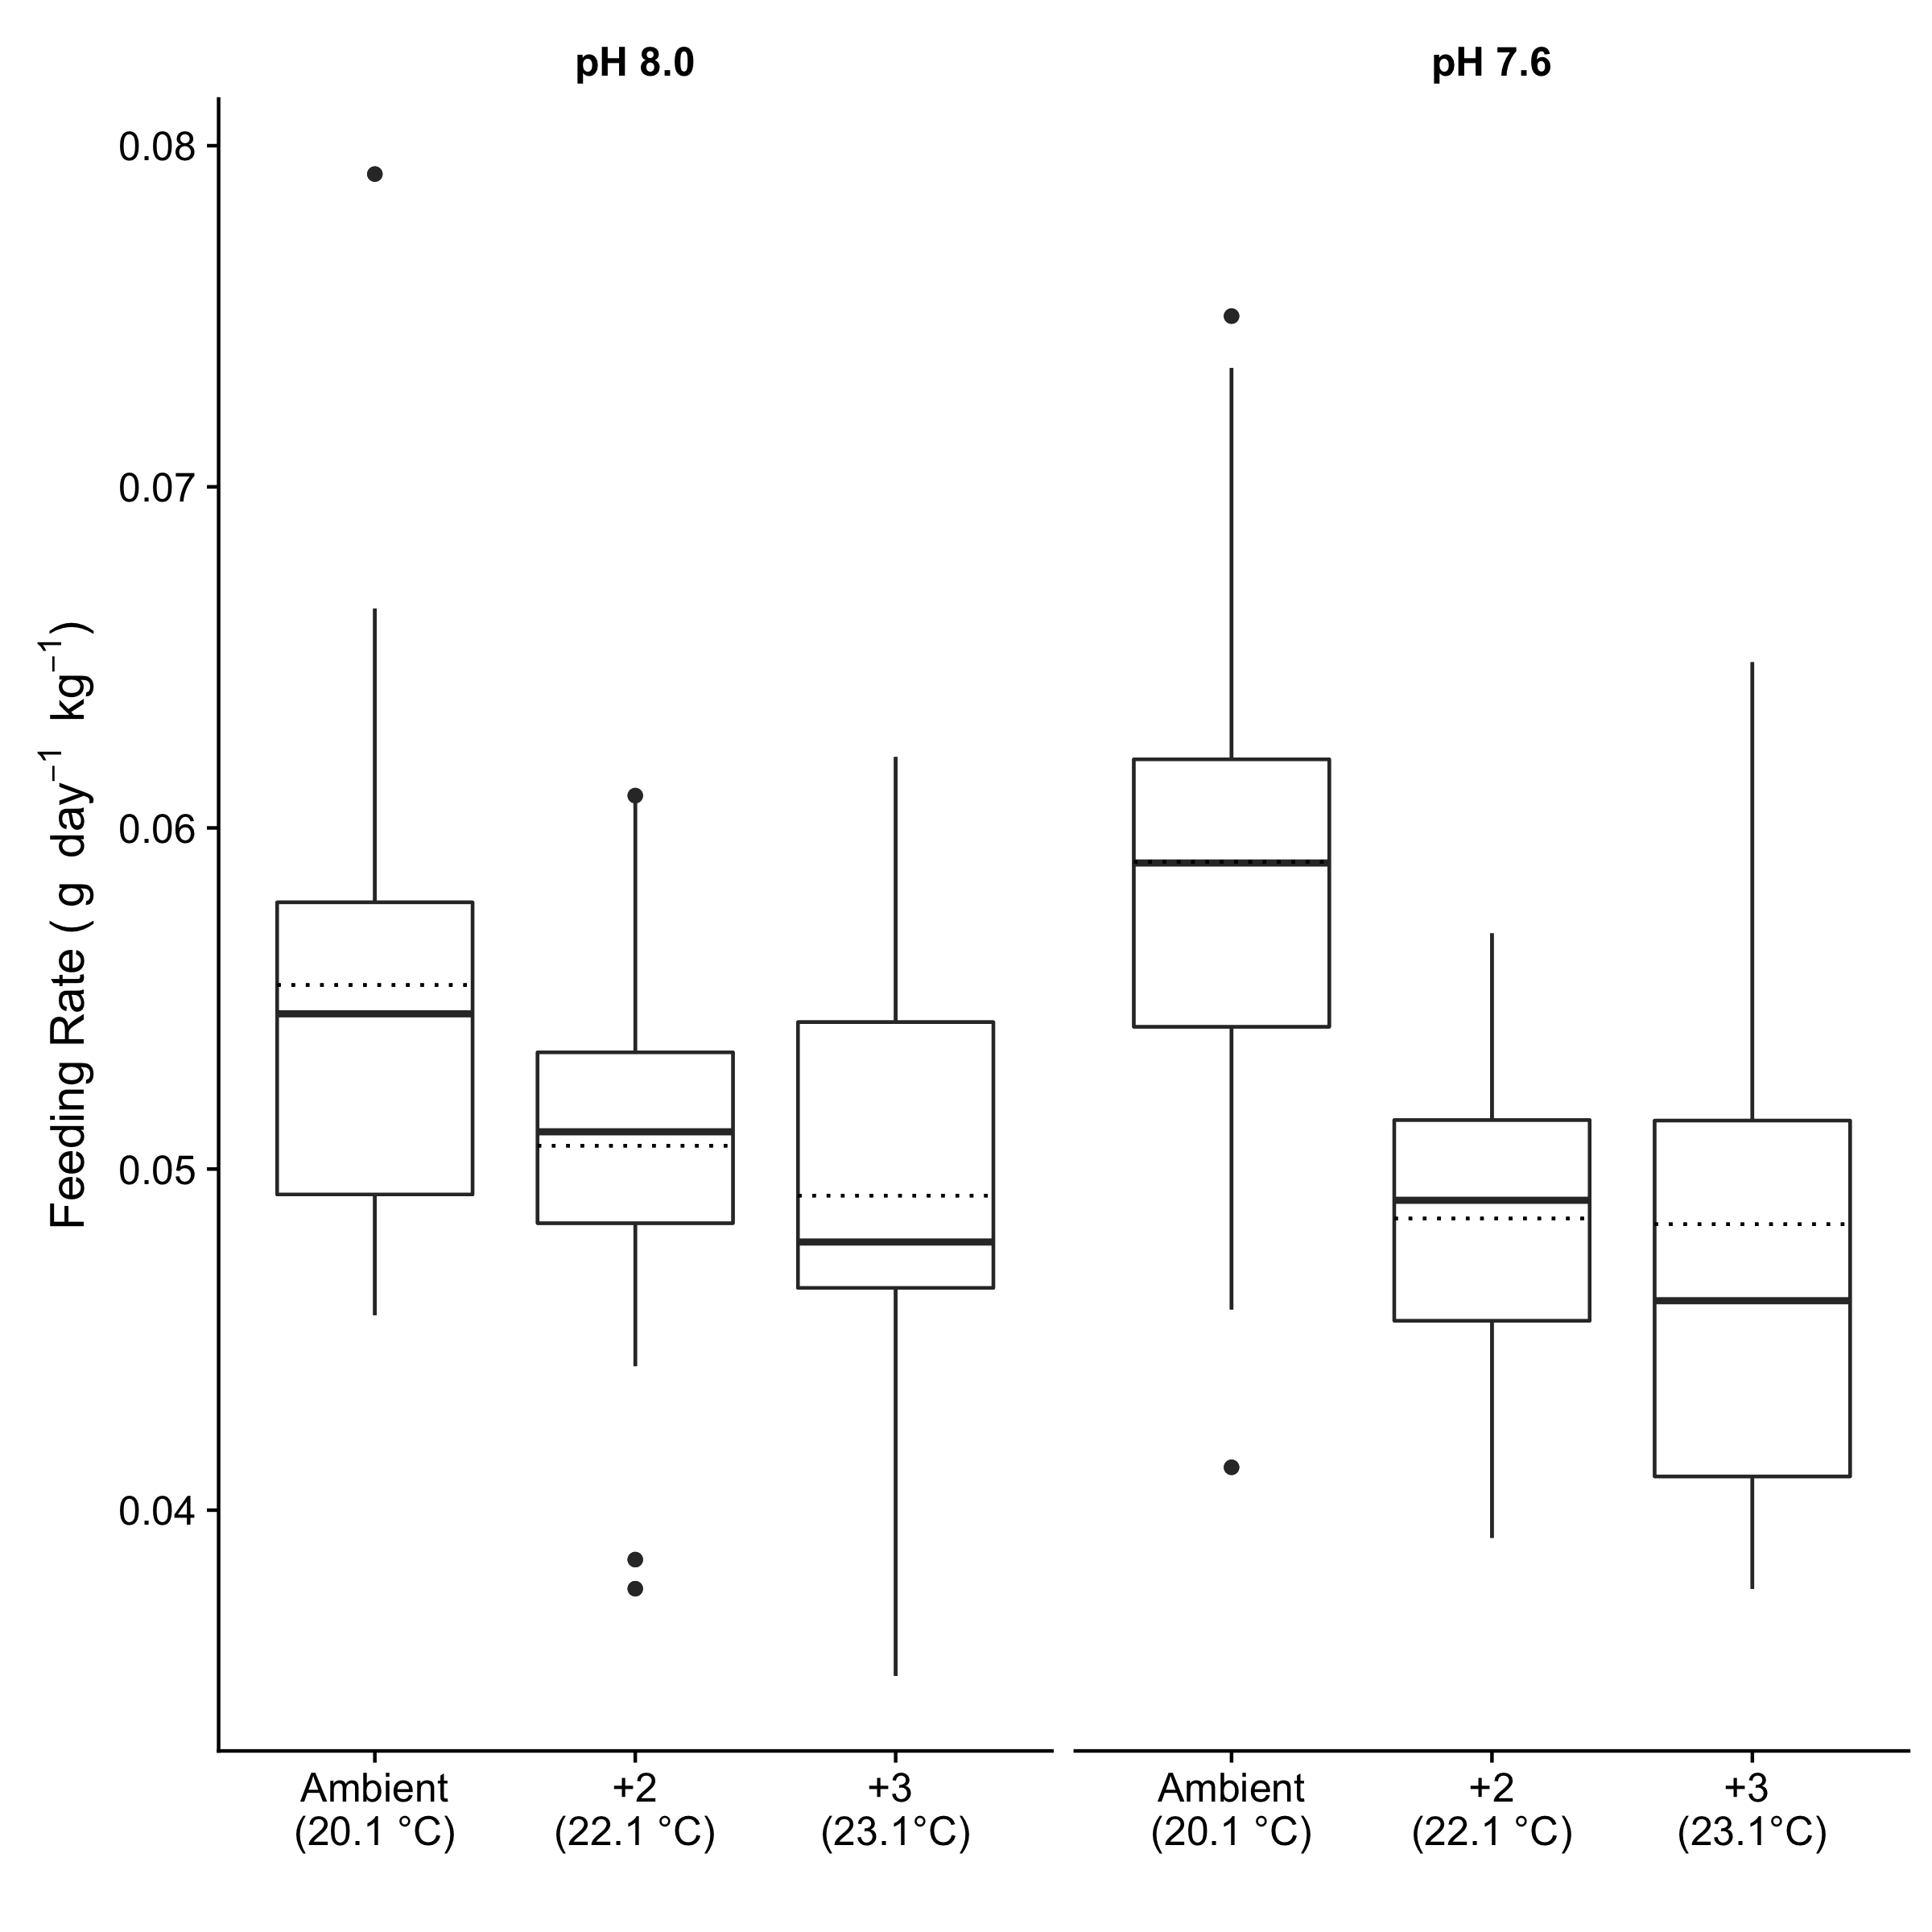 pH 8.0
pH 7.6
Feeding Rate ( g day⁻¹ kg⁻¹)
0.08
0.07
0.06
0.05
0.04
Ambient
(20.1 °C)
+2
(22.1 °C)
+3
(23.1°C)
Ambient
(20.1 °C)
+2
(22.1 °C)
+3
(23.1°C)